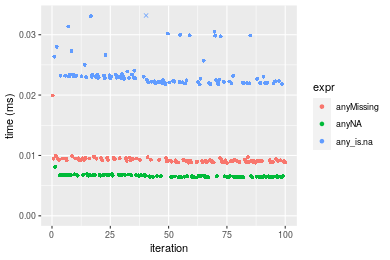 0.03
0.02
0.01
0.00
time (ms)
0
25
50
75
100
iteration
expr
anyMissing
anyNA
any_is.na